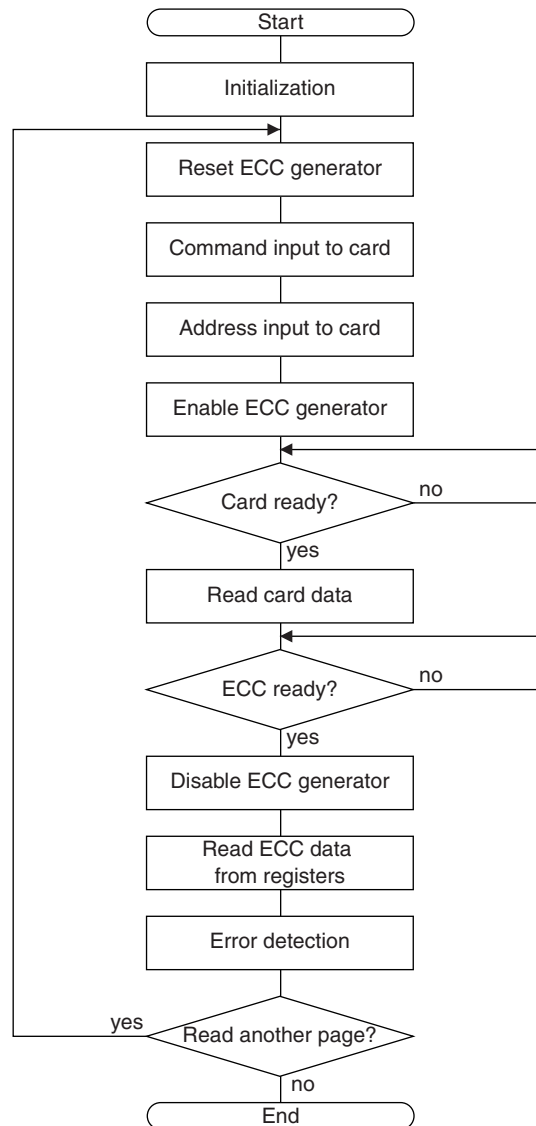 Start
Initialization
Reset ECC generator
Command input to card
Address input to card
Enable ECC generator
Card ready?
no
yes
Read card data
ECC ready?
no
yes
Disable ECC generator
Read ECC data
from registers
Error detection
yes
Read another page?
no
End